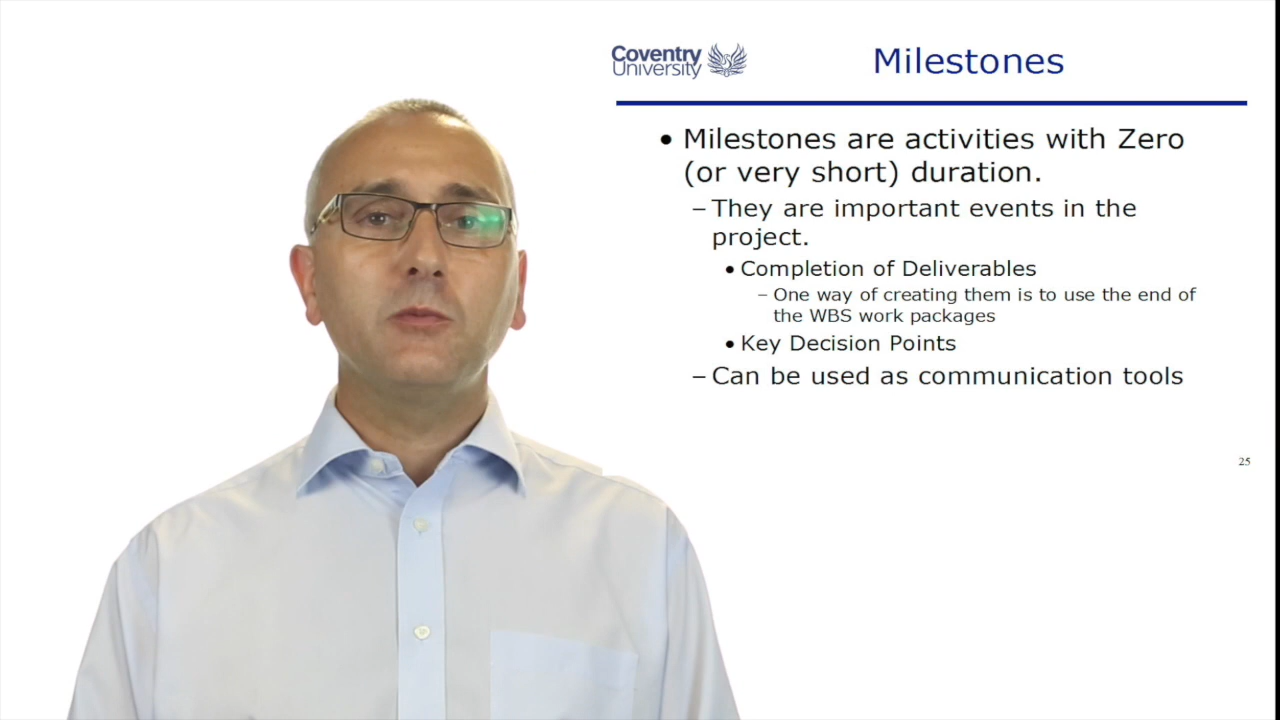 Coventry
University
Milestones
• Milestones are activities with Zero
(or very short) duration.
– They are important events in the
project.
• Completion of Deliverables
– One way of creating them is to use the end of
the WBS work packages
• Key Decision Points
– Can be used as communication tools
25